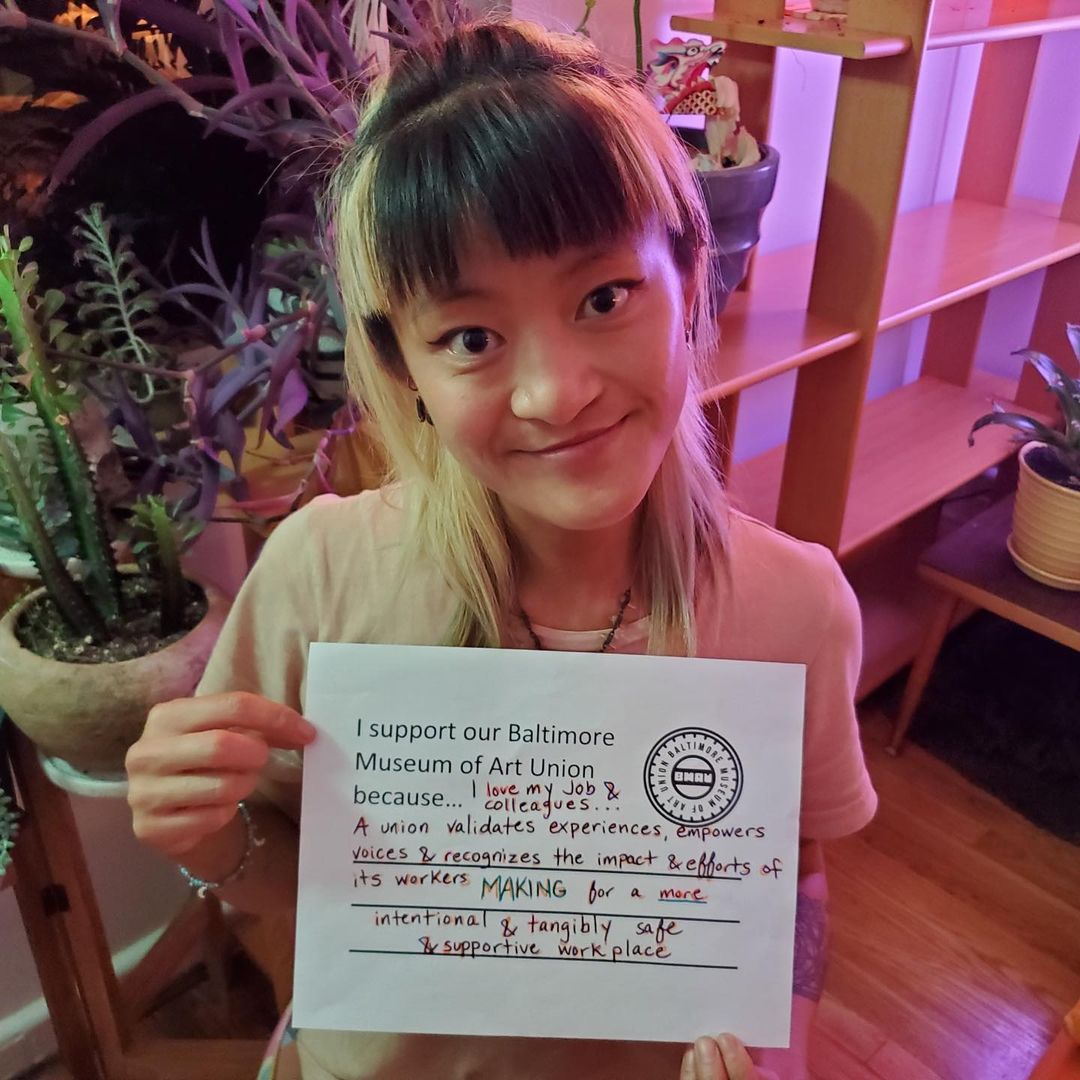 I support our Baltimore
Museum of Art Union
because... I love my Job &
colleagues...
A union validates experiences, empowers
voices & recognizes the impact & efforts of
its workers MAKING for a more
intentional & tangibly safe
& supportive work place
BALTIMORE MUSEUM OF ART UNION
BMAU